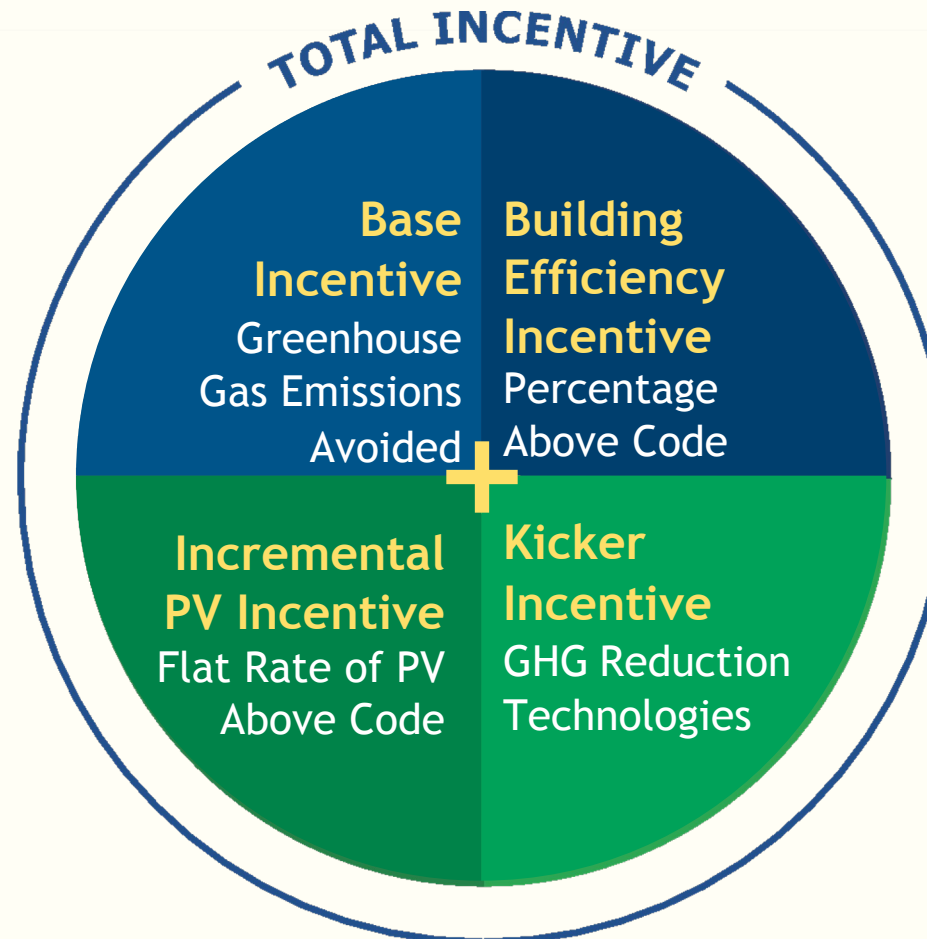 TOTAL INCENTIVE
Base
Incentive
Greenhouse
Gas Emissions
Avoided
Building
Efficiency
Incentive
Percentage
Above Code
+
Incremental
PV Incentive
Flat Rate of PV
Above Code
Kicker
Incentive
GHG Reduction
Technologies